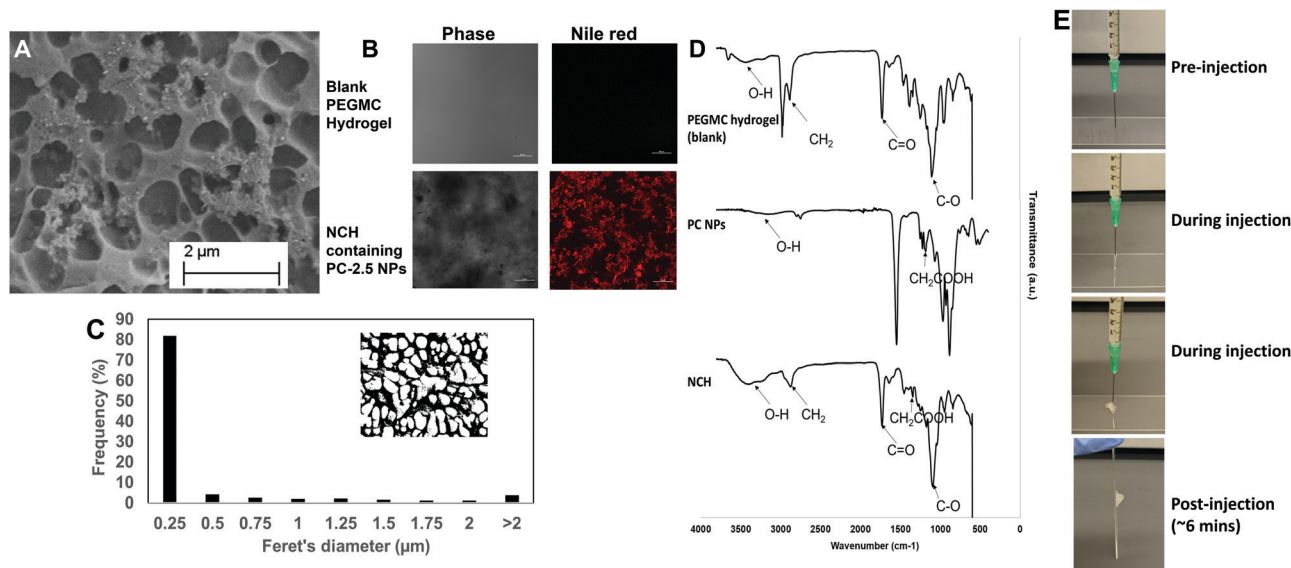 A
2 µm
B
Phase
Nile red
Blank
PEGMC
Hydrogel
NCH
containing
PC-2.5 NPs
C
Frequency (%)
90
80
70
60
50
40
30
20
10
0
0.25 0.5 0.75 1 1.25 1.5 1.75 2 >2
Feret's diameter (µm)
D
O-H
PEGMC hydrogel
(blank)
CH₂
C=O
C-O
PC NPs
O-H
CH₂COOH
NCH
O-H
CH₂
CH₂COOH
C=O
C-O
Transmittance (a.u.)
4000 3500 3000 2500 2000 1500 1000 500 0
Wavenumber (cm-1)
E
Pre-injection
During injection
During injection
Post-injection
(~6 mins)